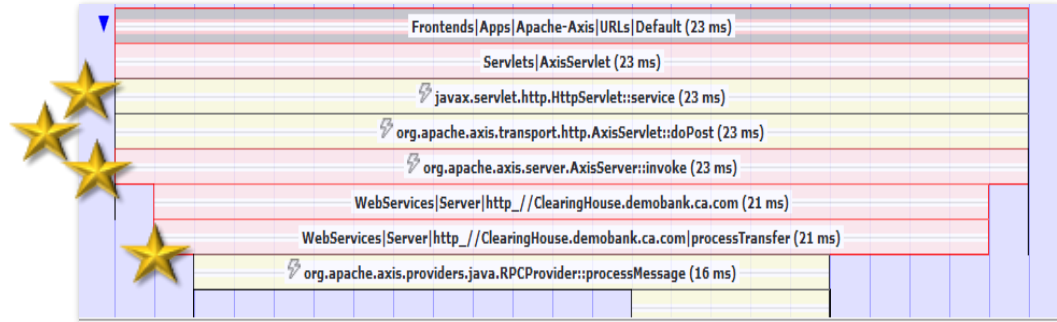 Frontends|Apps|Apache-Axis|URLs|Default (23 ms)
Servlets|AxisServlet (23 ms)
javax.servlet.http.HttpServlet::service (23 ms)
org.apache.axis.transport.http.AxisServlet::doPost (23 ms)
org.apache.axis.server.AxisServer::invoke (23 ms)
WebServices|Server|http_//ClearingHouse.demobank.ca.com (21 ms)
WebServices|Server|http_//ClearingHouse.demobank.ca.com|processTransfer (21 ms)
org.apache.axis.providers.java.RPCProvider::processMessage (16 ms)